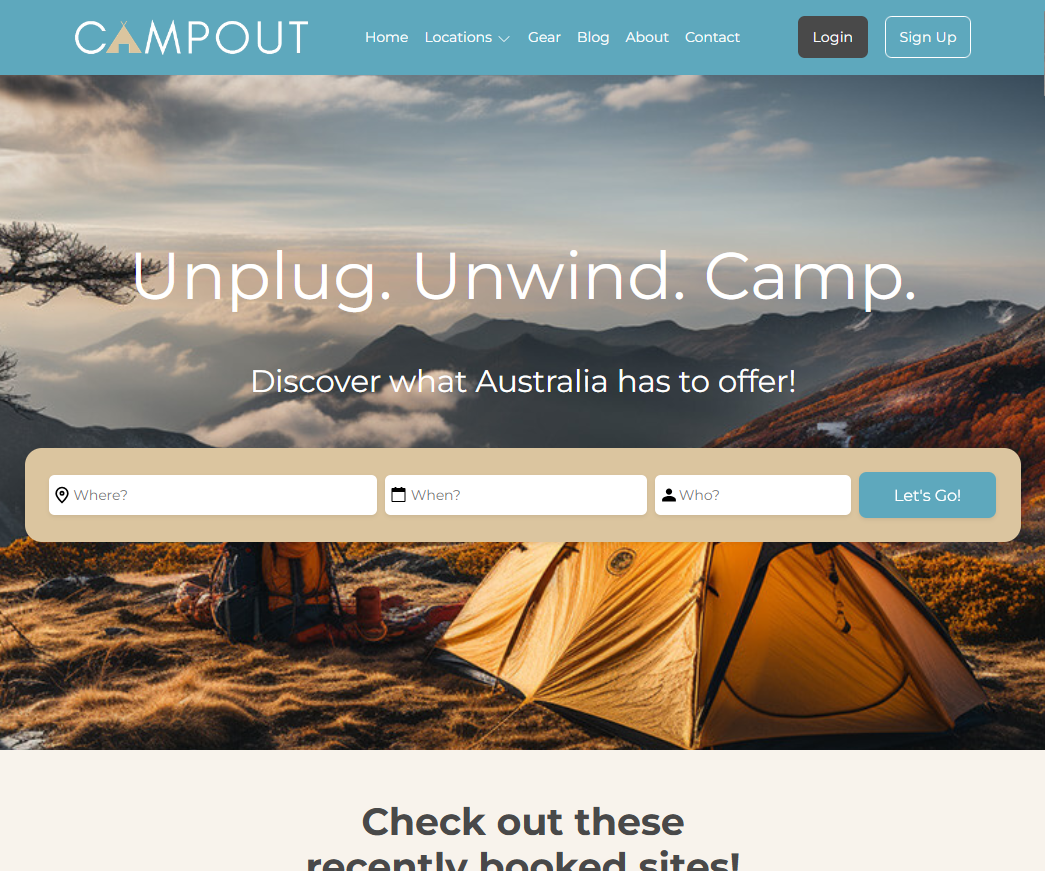 CAMPOUT
Home Locations Gear Blog About Contact
Login
Sign Up
Unplug. Unwind. Camp.
Discover what Australia has to offer!
Where?
When?
Who?
Let's Go!
Check out these
recently booked sites!